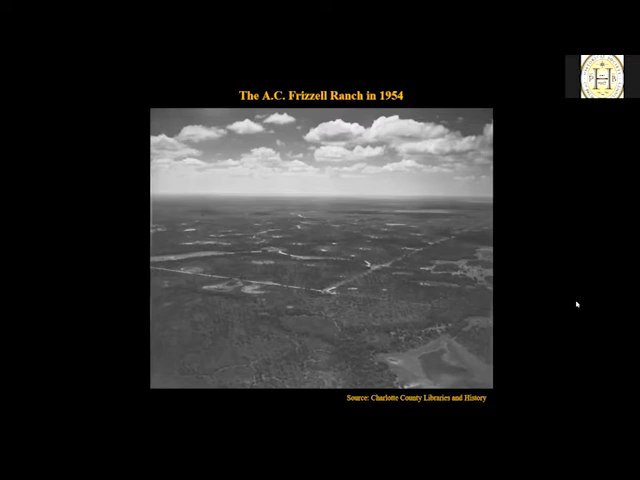 The A.C. Frizzell Ranch in 1954
H
Source: Charlotte County Libraries and History